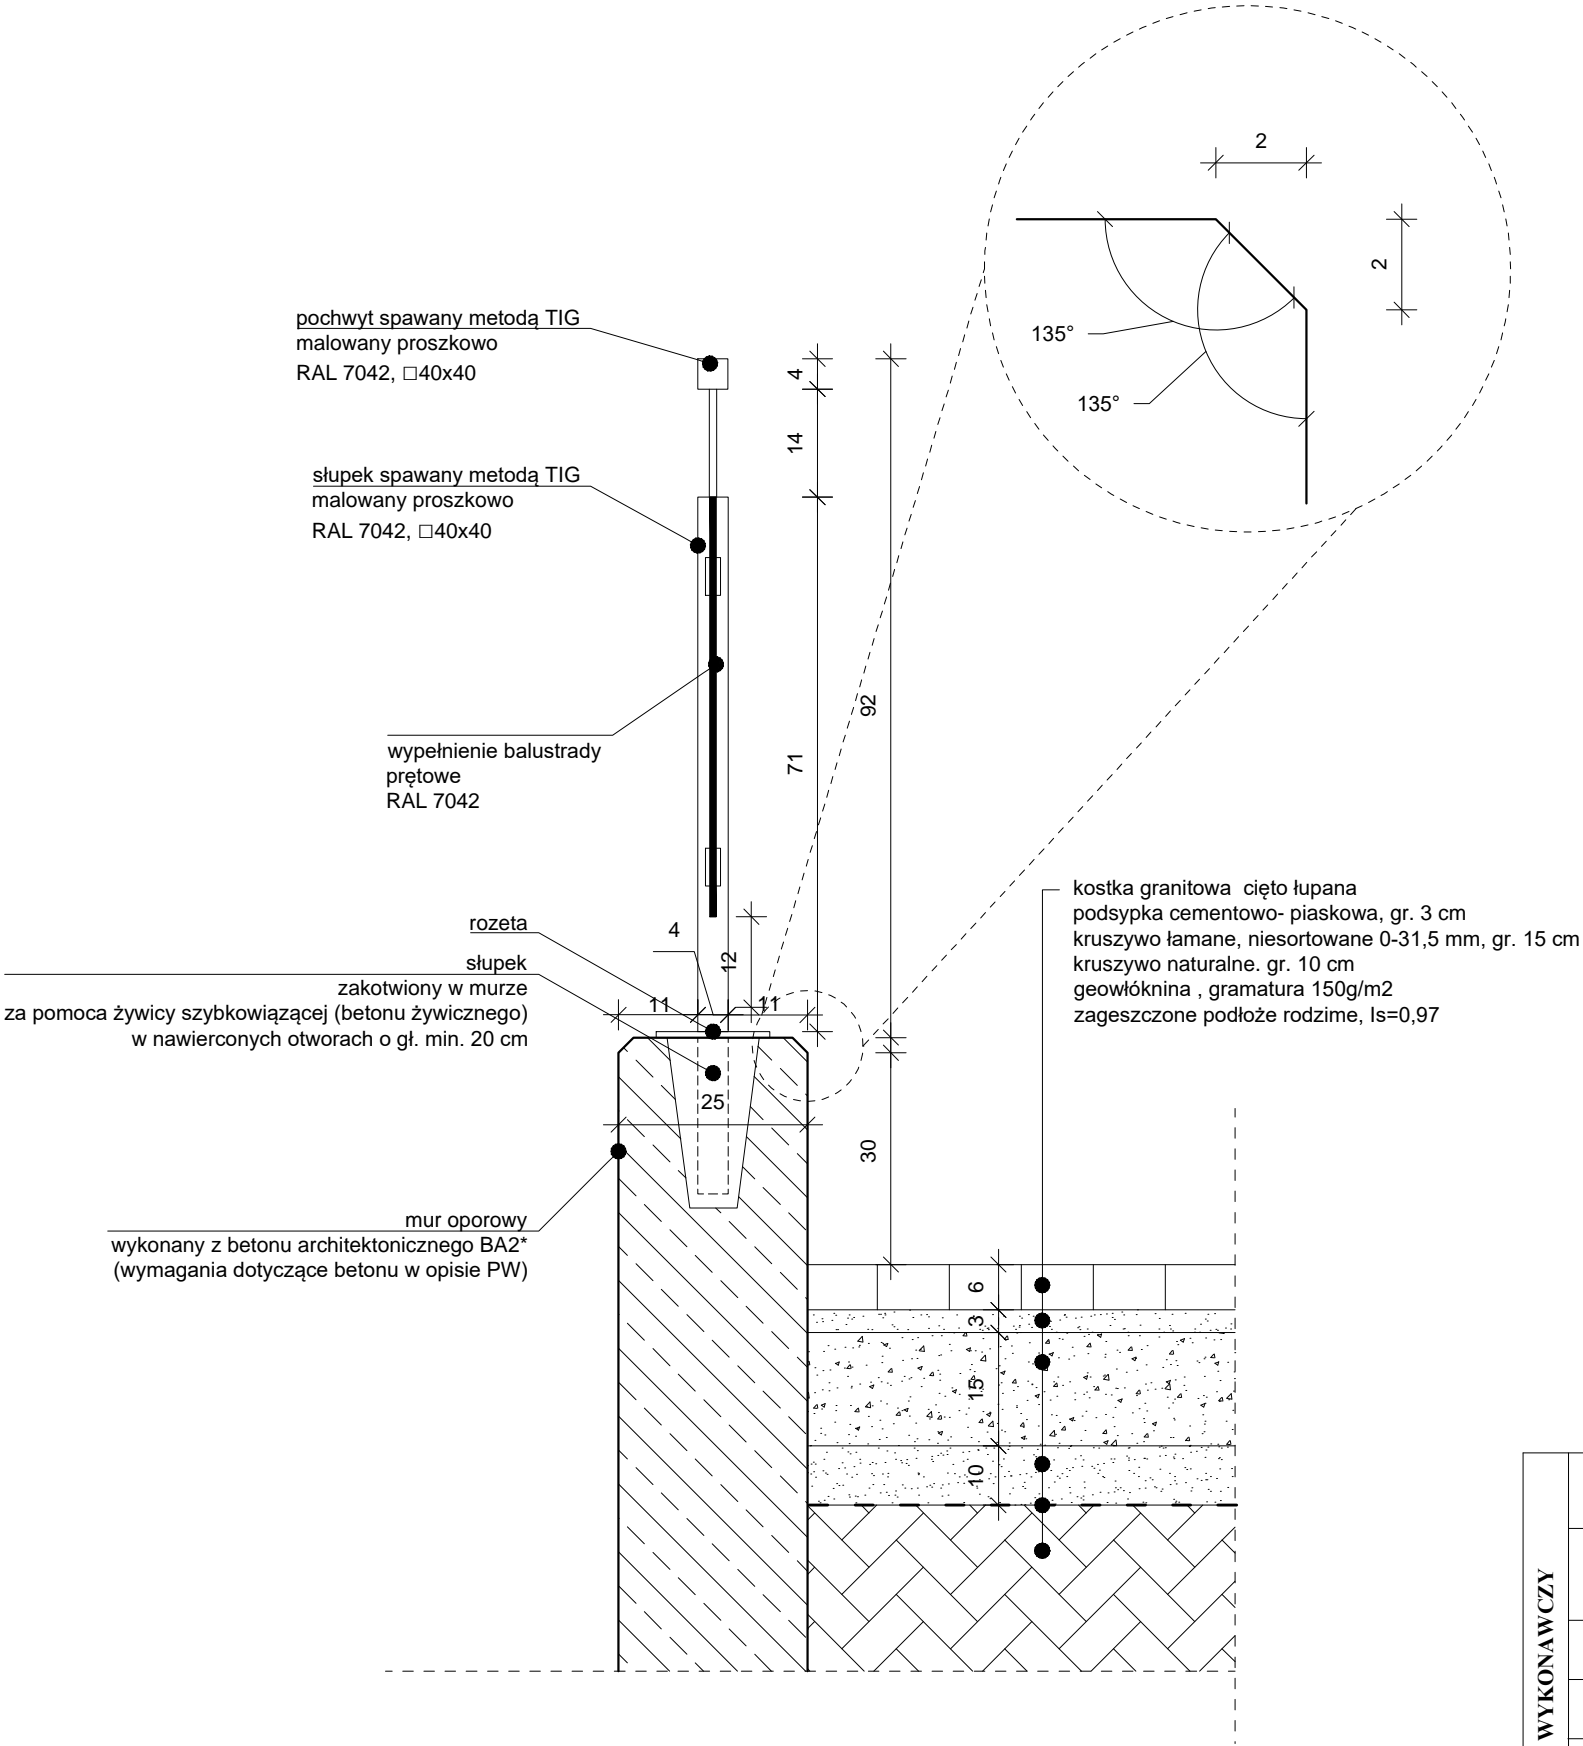 2
2
135°
135°
pochwyt spawany metodą TIG
malowany proszkowo
RAL 7042, □40x40
4
14
słupek spawany metodą TIG
malowany proszkowo
RAL 7042, □40x40
92
71
wypełnienie balustrady
prętowe
RAL 7042
kostka granitowa cięto łupana
podsypka cementowo- piaskowa, gr. 3 cm
kruszywo łamane, niesortowane 0-31,5 mm, gr. 15 cm
kruszywo naturalne. gr. 10 cm
geowłóknina , gramatura 150g/m2
zageszczone podłoże rodzime, Is=0,97
rozeta
4
12
11
11
słupek
zakotwiony w murze
za pomoca żywicy szybkowiązącej (betonu żywicznego)
w nawierconych otworach o gł. min. 20 cm
25
30
mur oporowy
wykonany z betonu architektonicznego BA2*
(wymagania dotyczące betonu w opisie PW)
6
3
15
10
WYKONAWCZY